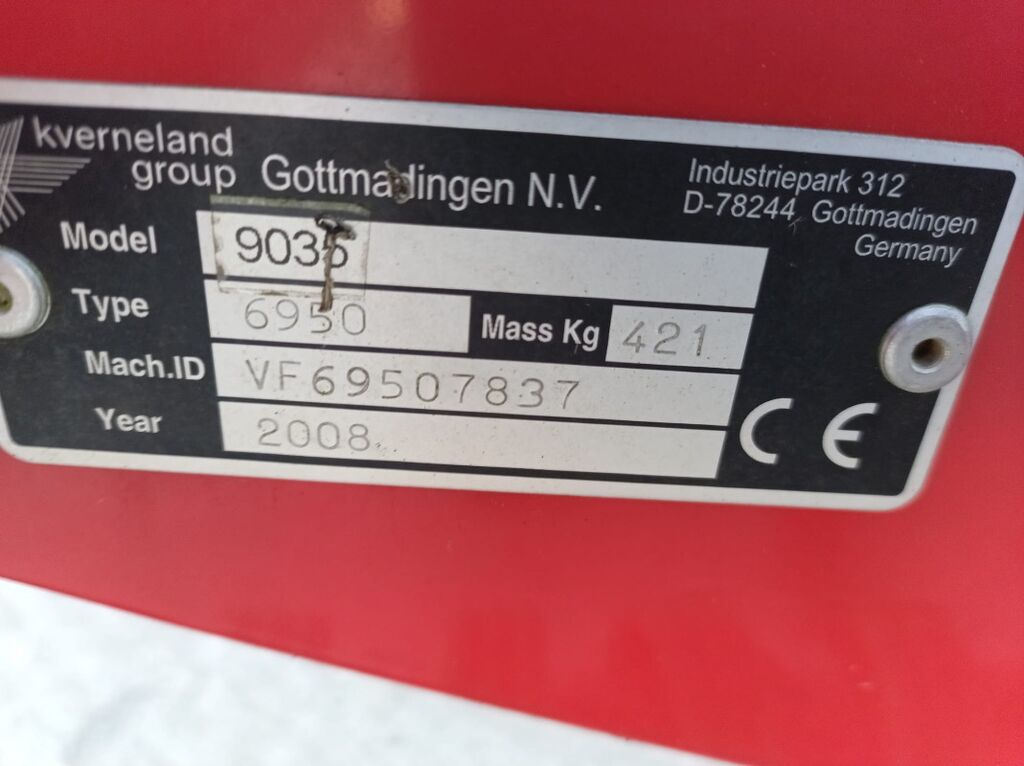 kverneland
group Gottmadingen N.V.
Industriepark 312
D-78244 Gottmadingen
Germany
Model 9035
Type 6950 Mass Kg 421
Mach.ID VF69507837
Year 2008
CE